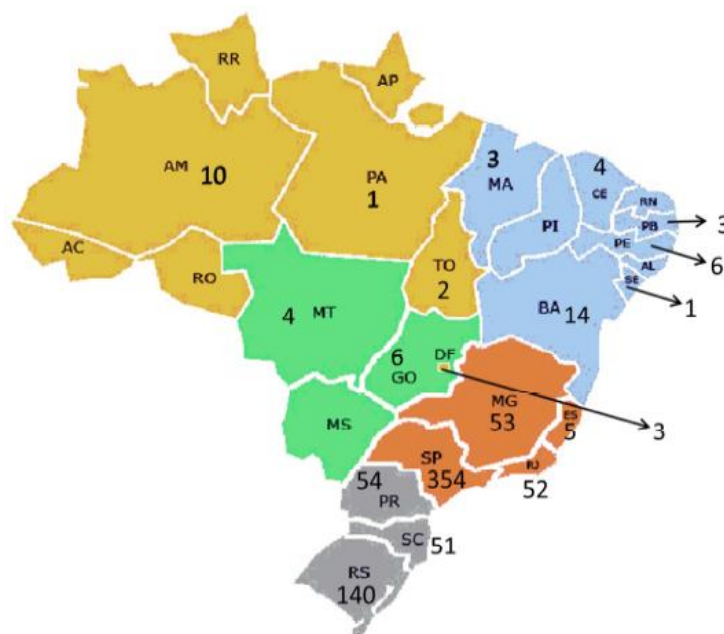 RR
AP
AM 10
PA
1
3
MA
4
CE
RN
PI
PB
3
PE
6
AL
SE
1
AC
RO
TO
2
BA 14
4 MT
6
DF
GO
3
MG
53
ES
5
MS
SP
354
RJ
52
54
PR
SC 51
RS
140